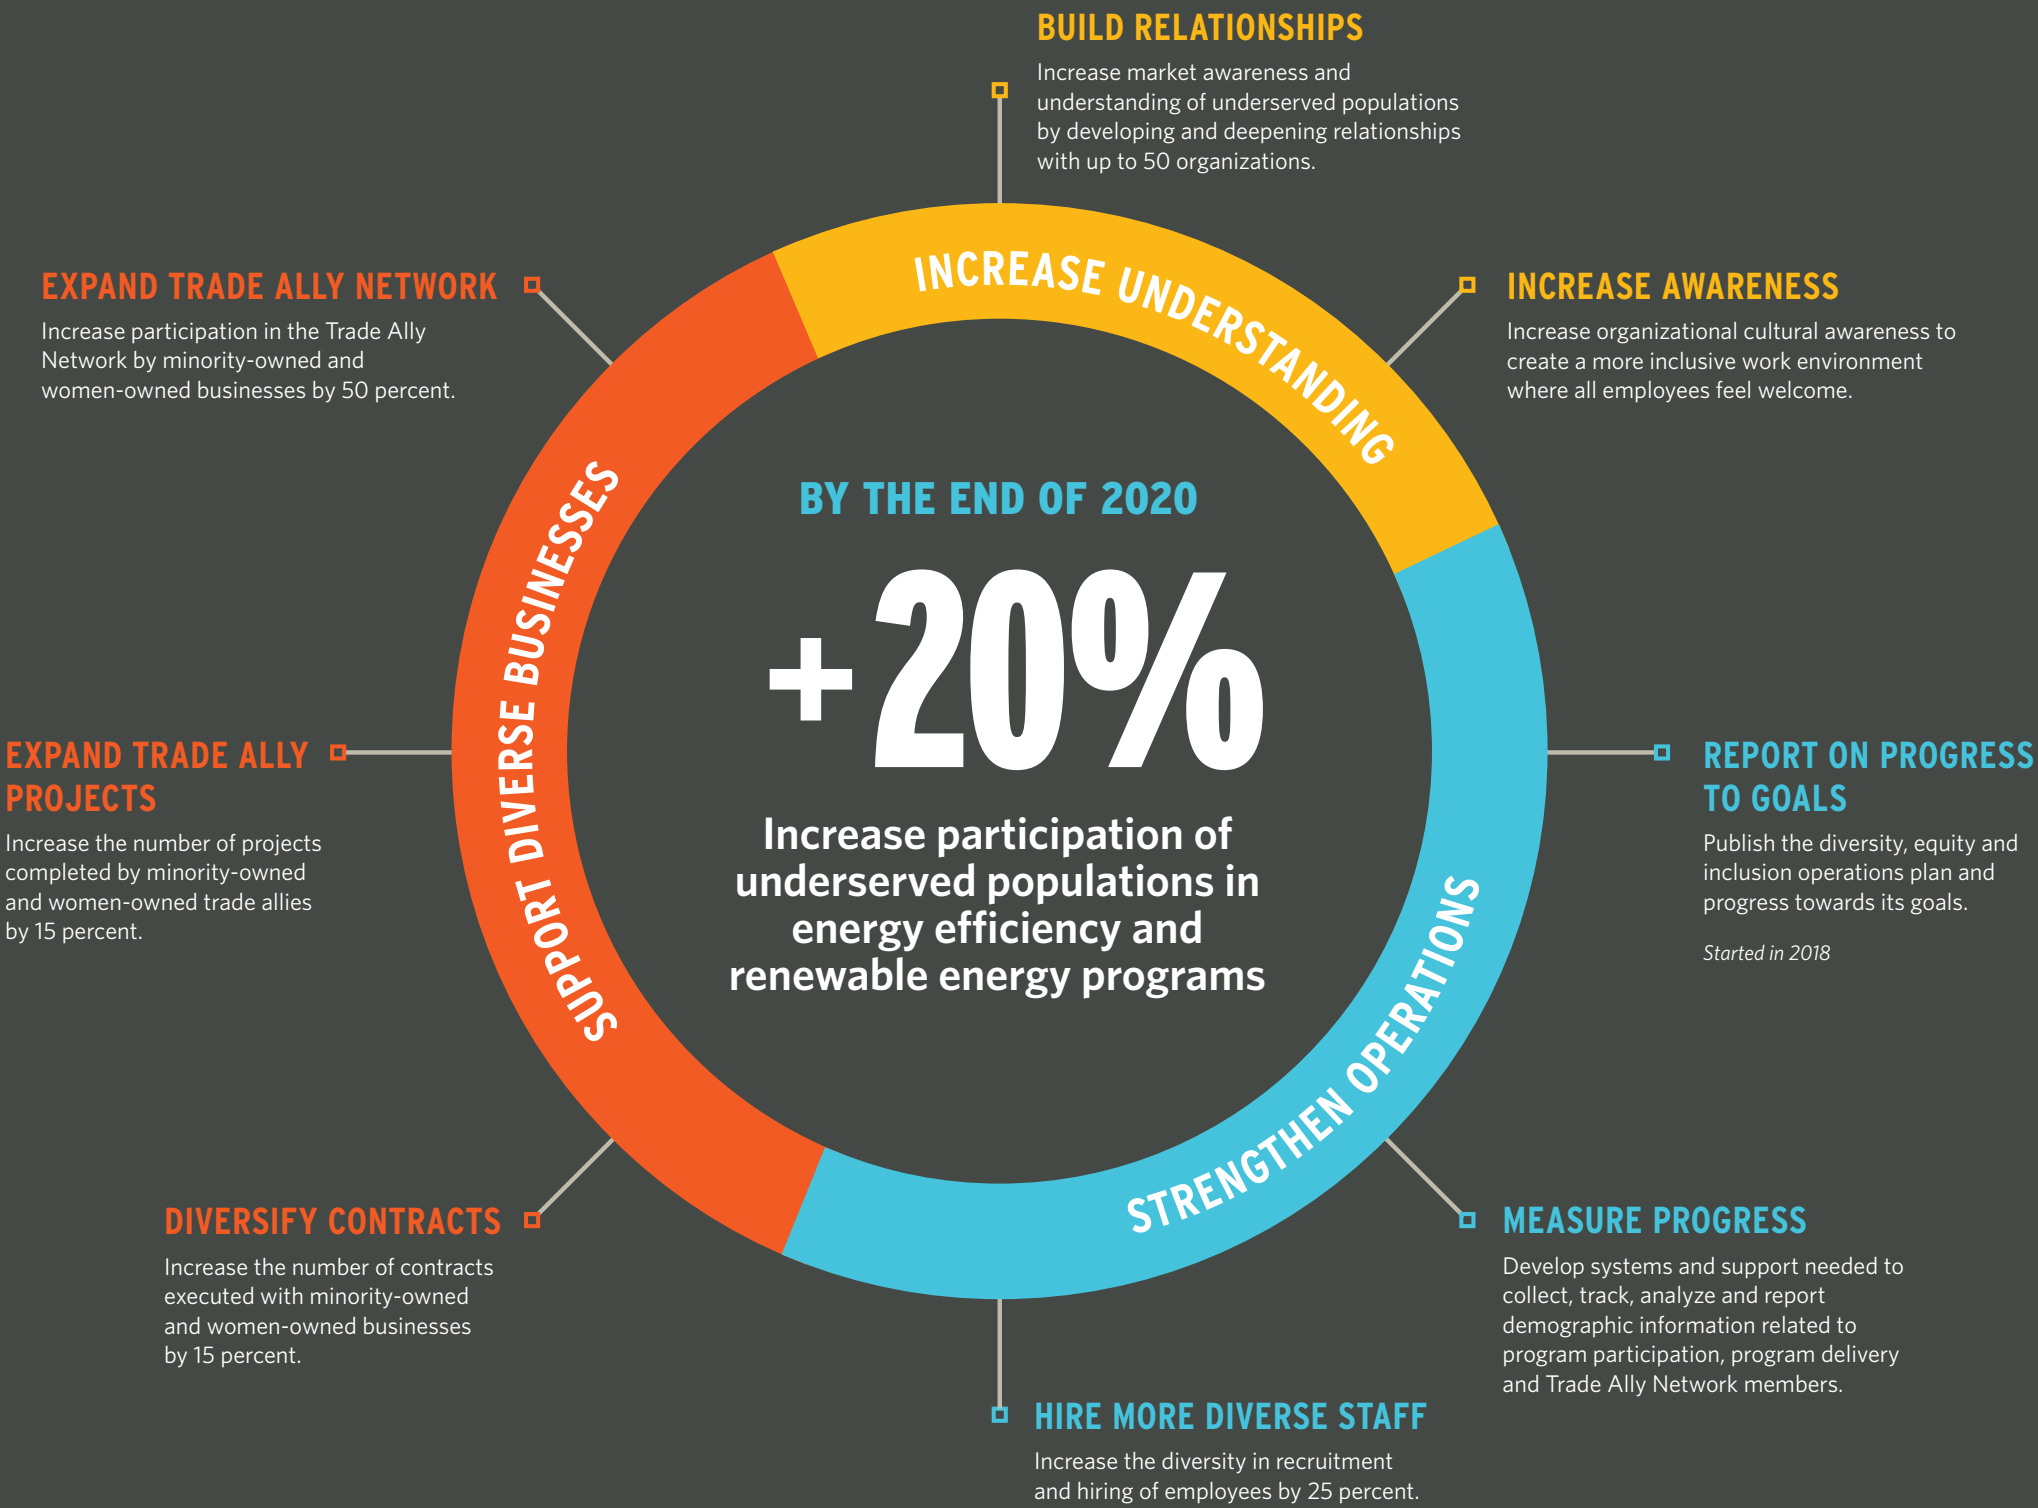 BUILD RELATIONSHIPS
Increase market awareness and
understanding of underserved populations
by developing and deepening relationships
with up to 50 organizations.
EXPAND TRADE ALLY NETWORK
Increase participation in the Trade Ally
Network by minority-owned and
women-owned businesses by 50 percent.
INCREASE UNDERSTANDING
INCREASE AWARENESS
Increase organizational cultural awareness to
create a more inclusive work environment
where all employees feel welcome.
BY THE END OF 2020
+20%
Increase participation of
underserved populations in
energy efficiency and
renewable energy programs
SUPPORT DIVERSE BUSINESSES
EXPAND TRADE ALLY
PROJECTS
Increase the number of projects
completed by minority-owned
and women-owned trade allies
by 15 percent.
REPORT ON PROGRESS
TO GOALS
Publish the diversity, equity and
inclusion operations plan and
progress towards its goals.
Started in 2018
STRENGTHEN OPERATIONS
DIVERSIFY CONTRACTS
Increase the number of contracts
executed with minority-owned
and women-owned businesses
by 15 percent.
MEASURE PROGRESS
Develop systems and support needed to
collect, track, analyze and report
demographic information related to
program participation, program delivery
and Trade Ally Network members.
HIRE MORE DIVERSE STAFF
Increase the diversity in recruitment
and hiring of employees by 25 percent.